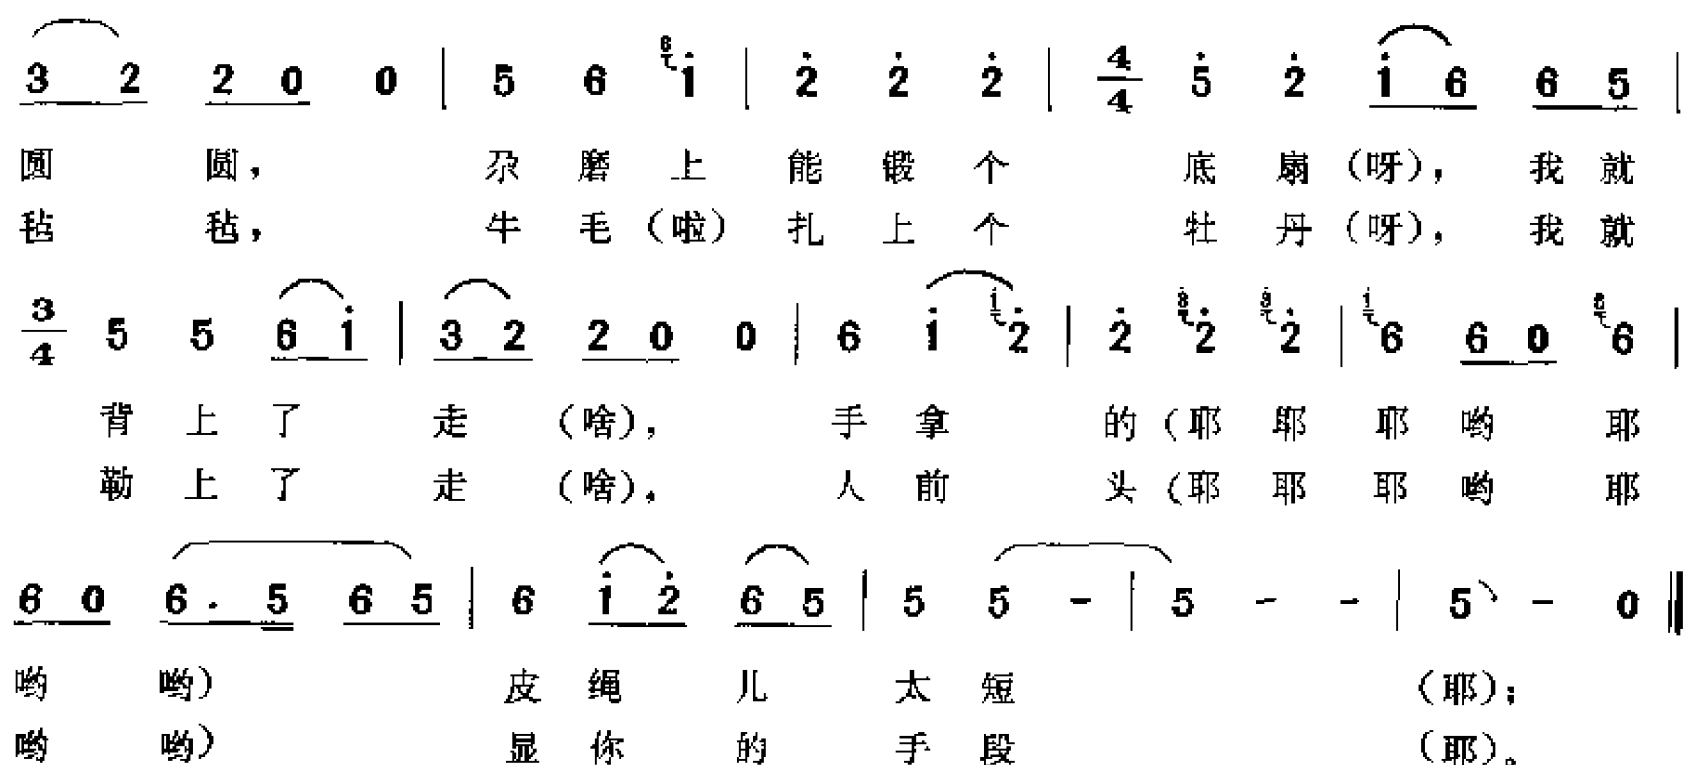 3 2 2 0 0 | 5 6 6 1 | 2 2 2 | 4/4 5 2 1 6 6 5 |
圆 圆， 尕 磨 上 能 锻 个 底 扇（呀），我 就
毡 毡， 牛 毛（啦）扎 上 个 牡 丹（呀），我 就
3/4 5 5 6 1 | 3 2 2 0 0 | 6 1 1 2 | 2 3 2 3 2 | 1 6 6 0 2 6 |
背 上 了 走 （啥）， 手 拿 的（耶 耶 耶 哟 耶
勒 上 了 走 （啥）， 人 前 头（耶 耶 耶 哟 耶
6 0 6 . 5 6 5 | 6 1 2 6 5 | 5 5 - | 5 - - | 5 - 0 ‖
哟 哟） 皮 绳 儿 太 短 （耶）；
哟 哟） 显 你 的 手 段 （耶）。